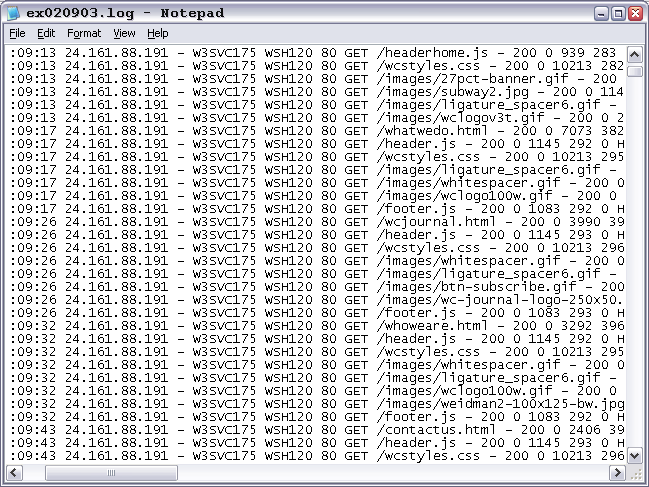 ex020903.log - Notepad
File Edit Format View Help
:09:13 24.161.88.191 - W3SVC175 WSH120 80 GET /headerhome.js - 200 0 939 283
:09:13 24.161.88.191 - W3SVC175 WSH120 80 GET /wcstyles.css - 200 0 10213 282
:09:13 24.161.88.191 - W3SVC175 WSH120 80 GET /images/27pct-banner.gif - 200
:09:13 24.161.88.191 - W3SVC175 WSH120 80 GET /images/subway2.jpg - 200 0 114
:09:13 24.161.88.191 - W3SVC175 WSH120 80 GET /images/ligature_spacer6.gif -
:09:13 24.161.88.191 - W3SVC175 WSH120 80 GET /images/wclogov3t.gif - 200 0 2
:09:17 24.161.88.191 - W3SVC175 WSH120 80 GET /whatwedo.html - 200 0 7073 382
:09:17 24.161.88.191 - W3SVC175 WSH120 80 GET /header.js - 200 0 1145 292 0 H
:09:17 24.161.88.191 - W3SVC175 WSH120 80 GET /wcstyles.css - 200 0 10213 295
:09:17 24.161.88.191 - W3SVC175 WSH120 80 GET /images/ligature_spacer6.gif -
:09:17 24.161.88.191 - W3SVC175 WSH120 80 GET /images/whitespacer.gif - 200 0
:09:17 24.161.88.191 - W3SVC175 WSH120 80 GET /images/wclogo100w.gif - 200 0
:09:17 24.161.88.191 - W3SVC175 WSH120 80 GET /footer.js - 200 0 1083 292 0 H
:09:26 24.161.88.191 - W3SVC175 WSH120 80 GET /wcjournal.html - 200 0 3990 39
:09:26 24.161.88.191 - W3SVC175 WSH120 80 GET /header.js - 200 0 1145 293 0 H
:09:26 24.161.88.191 - W3SVC175 WSH120 80 GET /wcstyles.css - 200 0 10213 296
:09:26 24.161.88.191 - W3SVC175 WSH120 80 GET /images/whitespacer.gif - 200 0
:09:26 24.161.88.191 - W3SVC175 WSH120 80 GET /images/ligature_spacer6.gif -
:09:26 24.161.88.191 - W3SVC175 WSH120 80 GET /images/btn-subscribe.gif - 200
:09:26 24.161.88.191 - W3SVC175 WSH120 80 GET /images/wc-journal-logo-250x50.
:09:26 24.161.88.191 - W3SVC175 WSH120 80 GET /footer.js - 200 0 1083 293 0 H
:09:32 24.161.88.191 - W3SVC175 WSH120 80 GET /whoweare.html - 200 0 3292 396
:09:32 24.161.88.191 - W3SVC175 WSH120 80 GET /header.js - 200 0 1145 292 0 H
:09:32 24.161.88.191 - W3SVC175 WSH120 80 GET /wcstyles.css - 200 0 10213 295
:09:32 24.161.88.191 - W3SVC175 WSH120 80 GET /images/whitespacer.gif - 200 0
:09:32 24.161.88.191 - W3SVC175 WSH120 80 GET /images/ligature_spacer6.gif -
:09:32 24.161.88.191 - W3SVC175 WSH120 80 GET /images/wclogo100w.gif - 200 0
:09:32 24.161.88.191 - W3SVC175 WSH120 80 GET /images/weidman2-100x125-bw.jpg
:09:32 24.161.88.191 - W3SVC175 WSH120 80 GET /footer.js - 200 0 1083 292 0 H
:09:43 24.161.88.191 - W3SVC175 WSH120 80 GET /contactus.html - 200 0 2406 39
:09:43 24.161.88.191 - W3SVC175 WSH120 80 GET /header.js - 200 0 1145 293 0 H
:09:43 24.161.88.191 - W3SVC175 WSH120 80 GET /wcstyles.css - 200 0 10213 296